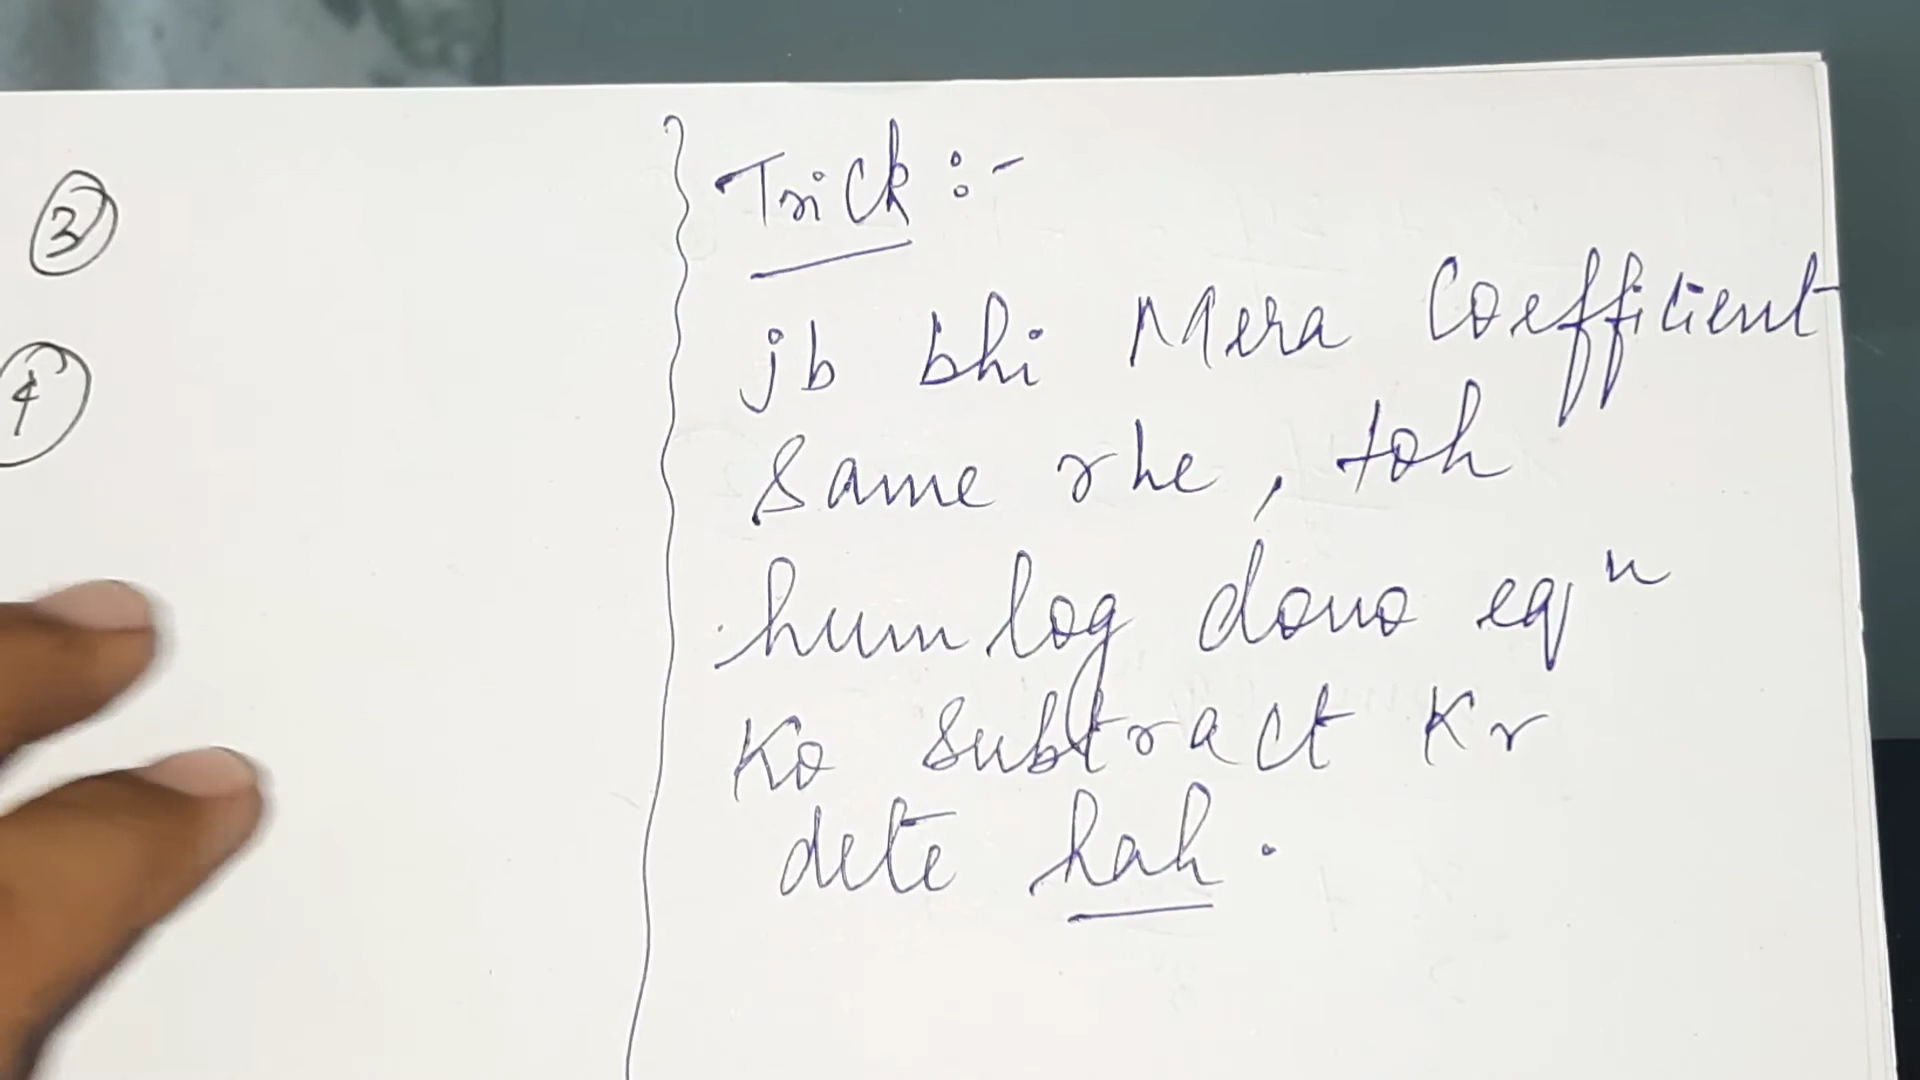 3
4
Trick :-
jb bhi Mera Coefficient
Same rhe, toh
hum log dono eqn
Ko Subtract Kr
dete hah.